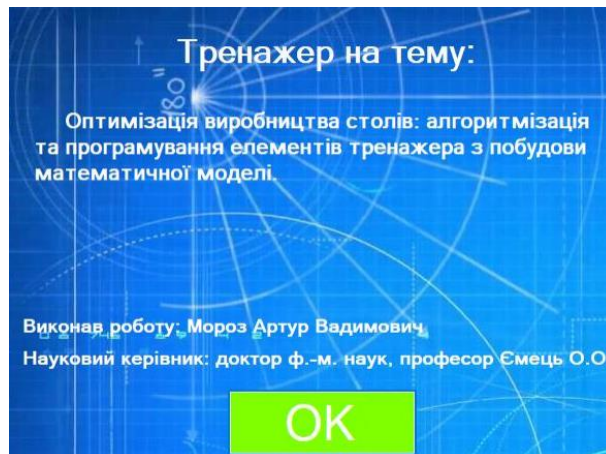 Тренажер на тему:
80"
Оптимізація виробництва столів: алгоритмізація
та програмування елементів тренажера з побудови
математичної моделі.
Виконав роботу: Мороз Артур Вадимович
Науковий керівник: доктор ф.-м. наук, професор Ємець О.О
OK